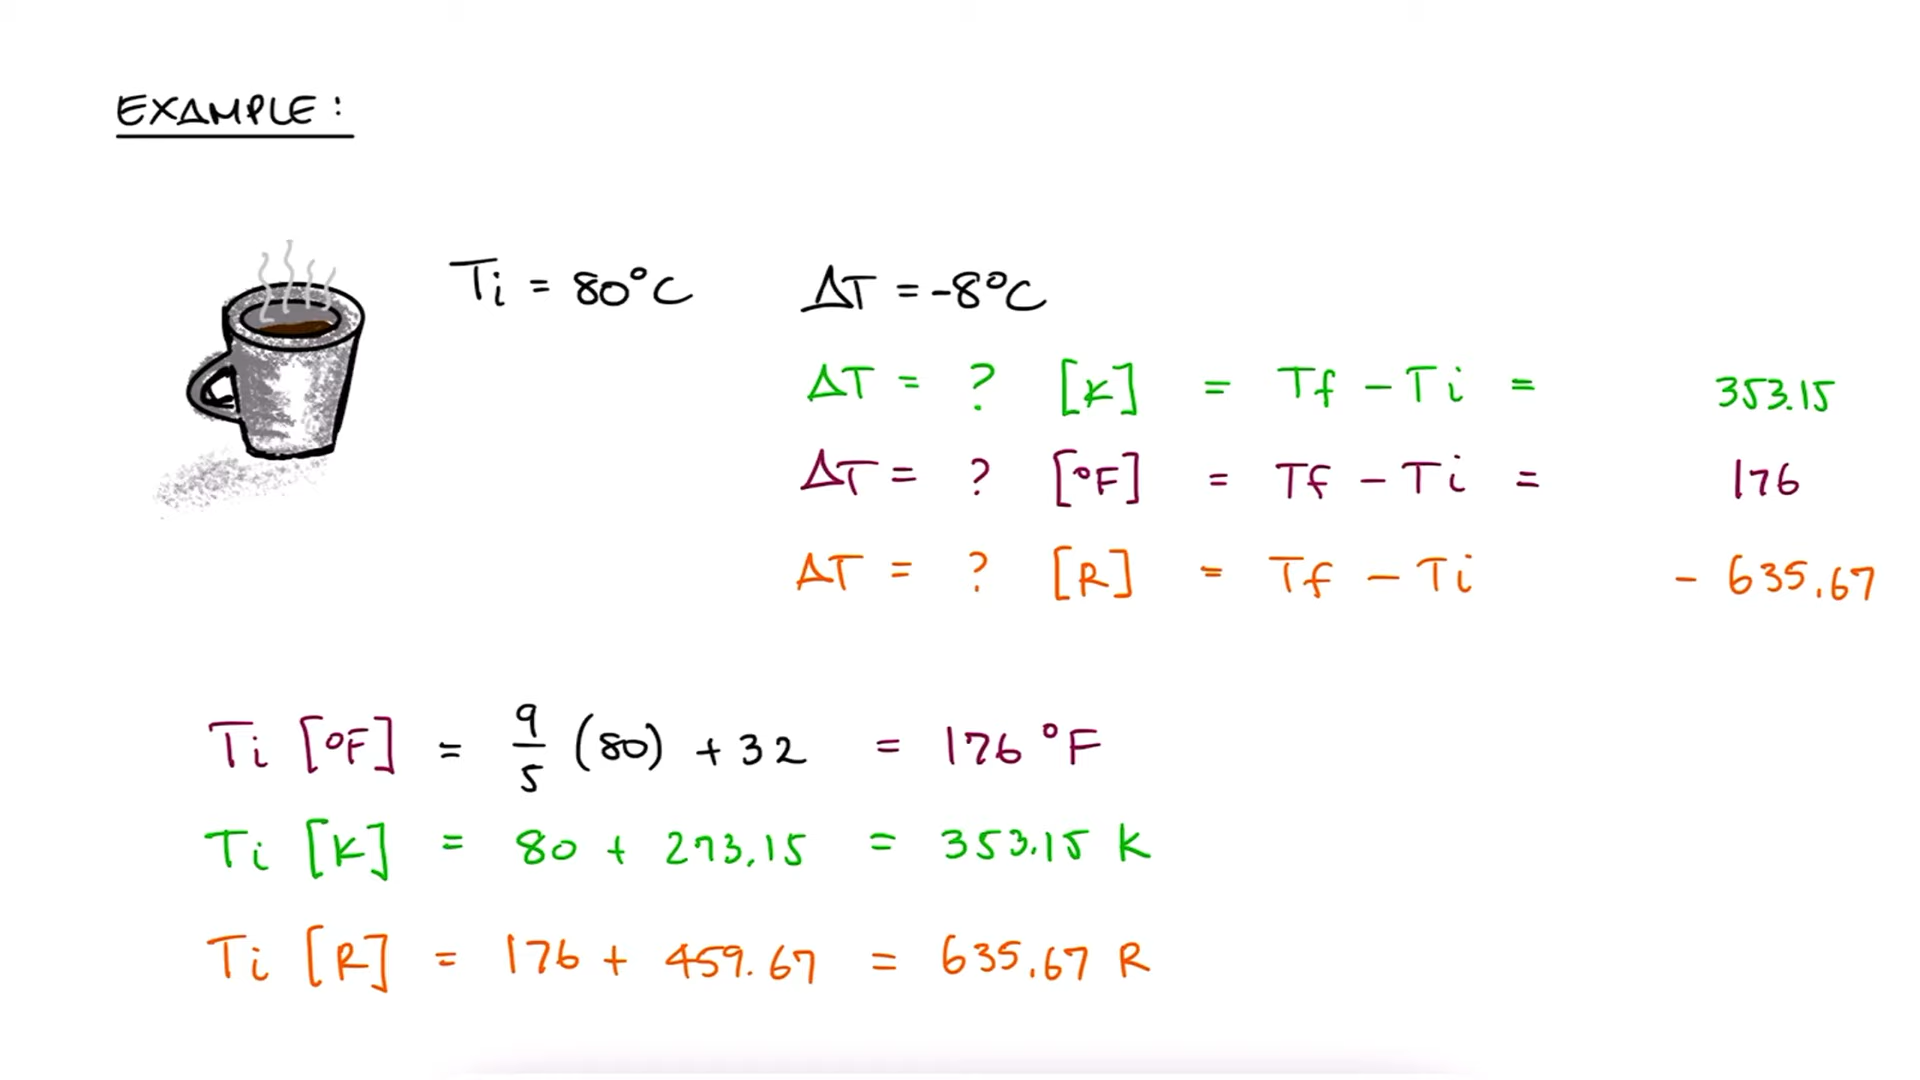 EXAMPLE:
Ti = 80°C ΔT = -8°C
ΔT = ? [K] = Tf - Ti = 353.15
ΔT = ? [°F] = Tf - Ti = 176
ΔT = ? [R] = Tf - Ti - 635.67
Ti [°F] = 9/5 (80) + 32 = 176 °F
Ti [K] = 80 + 273.15 = 353.15 K
Ti [R] = 176 + 459.67 = 635.67 R